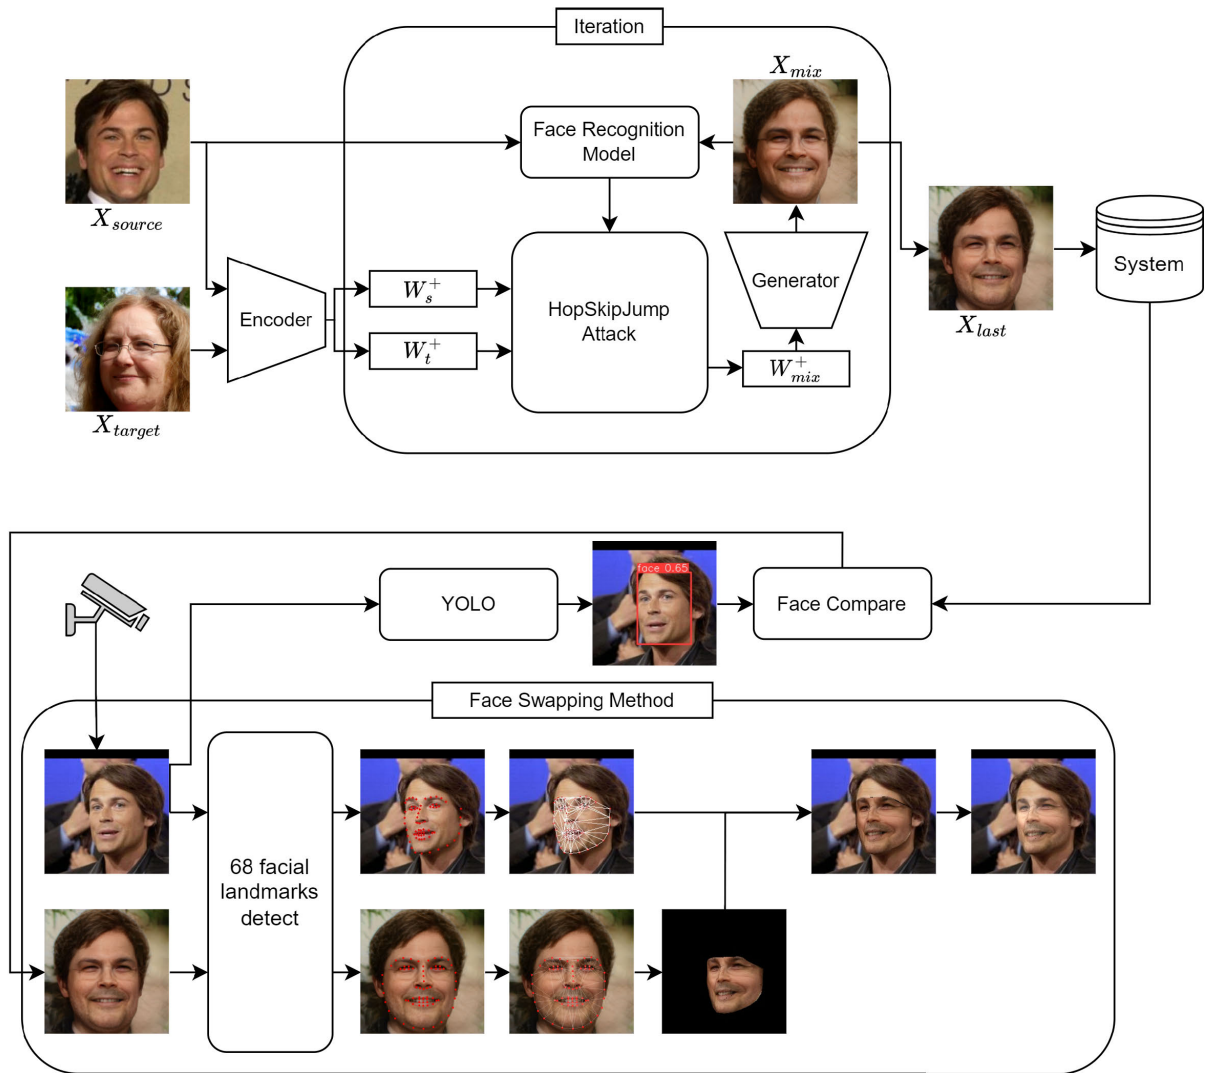 Iteration
X_mix
Face Recognition
Model
X_source
X_last
System
Encoder
W_s^+
W_t^+
HopSkipJump
Attack
Generator
W_mix^+
X_target
YOLO
face 0.65
Face Compare
Face Swapping Method
68 facial
landmarks
detect